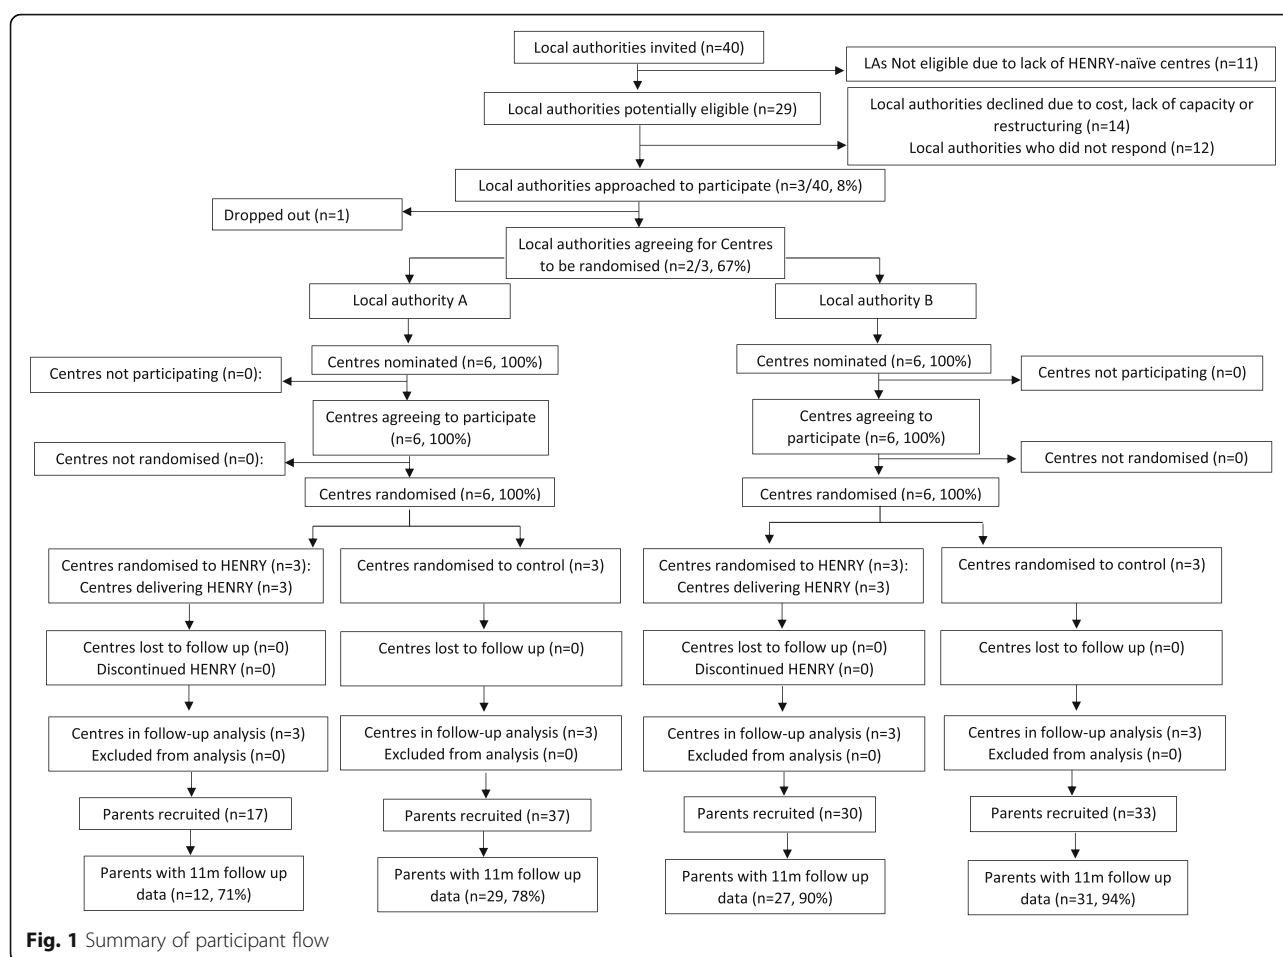 Local authorities invited (n=40)
LAs Not eligible due to lack of HENRY-naïve centres (n=11)
Local authorities potentially eligible (n=29)
Local authorities declined due to cost, lack of capacity or
restructuring (n=14)
Local authorities who did not respond (n=12)
Local authorities approached to participate (n=3/40, 8%)
Dropped out (n=1)
Local authorities agreeing for Centres
to be randomised (n=2/3, 67%)
Local authority A
Local authority B
Centres nominated (n=6, 100%)
Centres nominated (n=6, 100%)
Centres not participating (n=0):
Centres not participating (n=0)
Centres agreeing to participate
(n=6, 100%)
Centres agreeing to
participate (n=6, 100%)
Centres not randomised (n=0):
Centres not randomised (n=0)
Centres randomised (n=6, 100%)
Centres randomised (n=6, 100%)
Centres randomised to HENRY (n=3):
Centres delivering HENRY (n=3)
Centres randomised to control (n=3)
Centres randomised to HENRY (n=3):
Centres delivering HENRY (n=3)
Centres randomised to control (n=3)
Centres lost to follow up (n=0)
Discontinued HENRY (n=0)
Centres lost to follow up (n=0)
Centres lost to follow up (n=0)
Discontinued HENRY (n=0)
Centres lost to follow up (n=0)
Centres in follow-up analysis (n=3)
Excluded from analysis (n=0)
Centres in follow-up analysis (n=3)
Excluded from analysis (n=0)
Centres in follow-up analysis (n=3)
Excluded from analysis (n=0)
Centres in follow-up analysis (n=3)
Excluded from analysis (n=0)
Parents recruited (n=17)
Parents recruited (n=37)
Parents recruited (n=30)
Parents recruited (n=33)
Parents with 11m follow up
data (n=12, 71%)
Parents with 11m follow up
data (n=29, 78%)
Parents with 11m follow up
data (n=27, 90%)
Parents with 11m follow up
data (n=31, 94%)
Fig. 1 Summary of participant flow